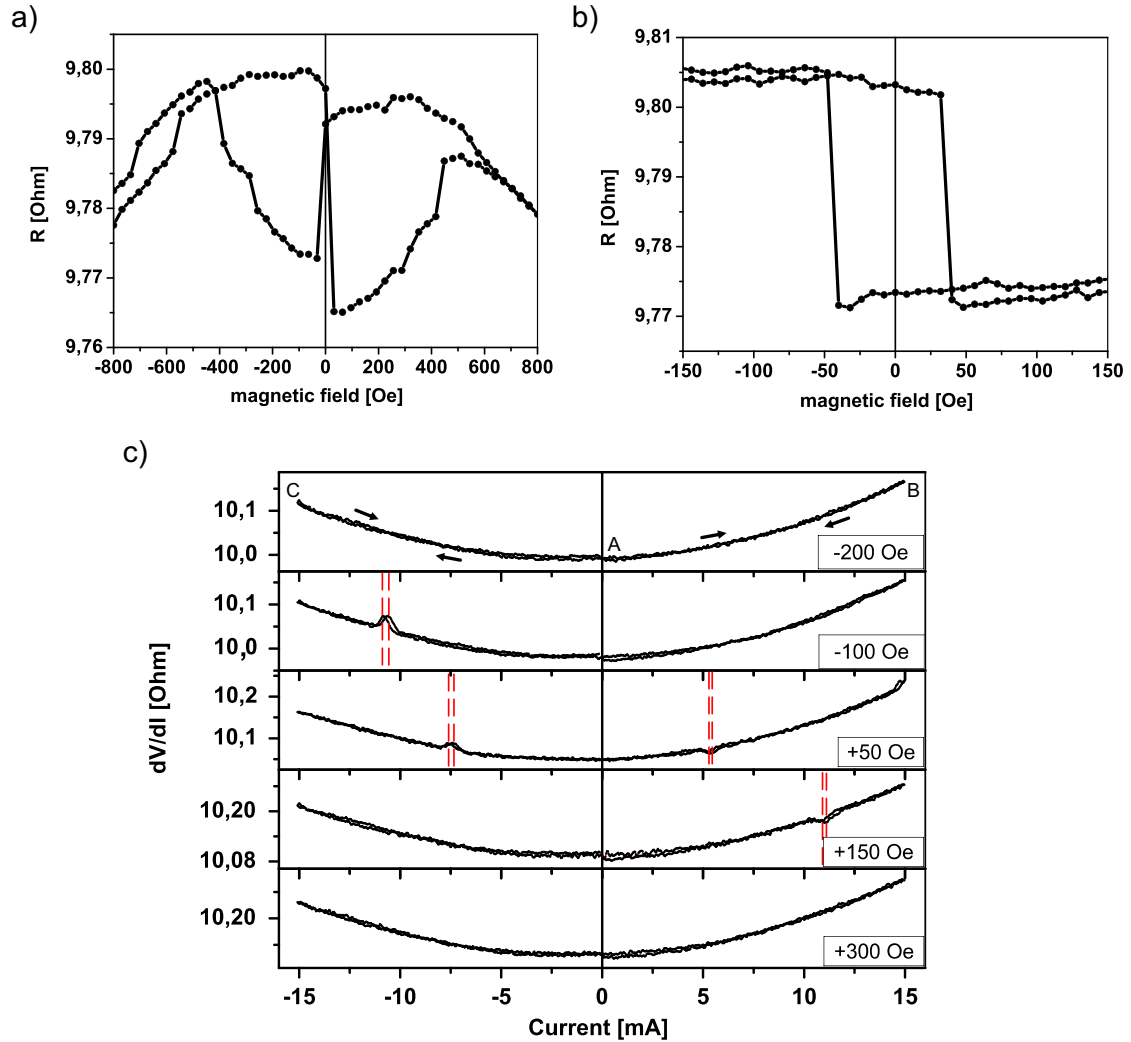 a)
9,80
9,79
9,78
9,77
9,76
R [Ohm]
-800 -600 -400 -200 0 200 400 600 800
magnetic field [Oe]
b)
9,81
9,80
9,79
9,78
9,77
R [Ohm]
-150 -100 -50 0 50 100 150
magnetic field [Oe]
c)
dV/dI [Ohm]
C
A
B
10,1
10,0
-200 Oe
10,1
10,0
-100 Oe
10,2
10,1
+50 Oe
10,20
10,08
+150 Oe
10,20
+300 Oe
-15 -10 -5 0 5 10 15
Current [mA]